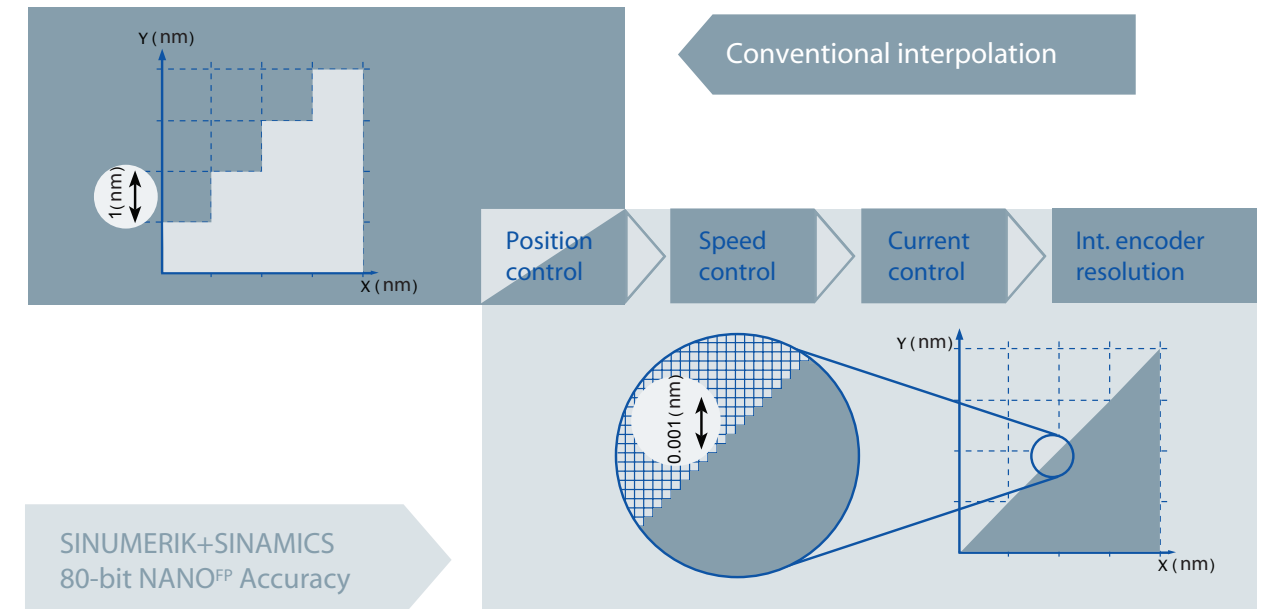 Y (nm)
Conventional interpolation
1(nm)
X (nm)
Position
control
Speed
control
Current
control
Int. encoder
resolution
Y (nm)
0.001(nm)
X (nm)
SINUMERIK+SINAMICS
80-bit NANOFP Accuracy